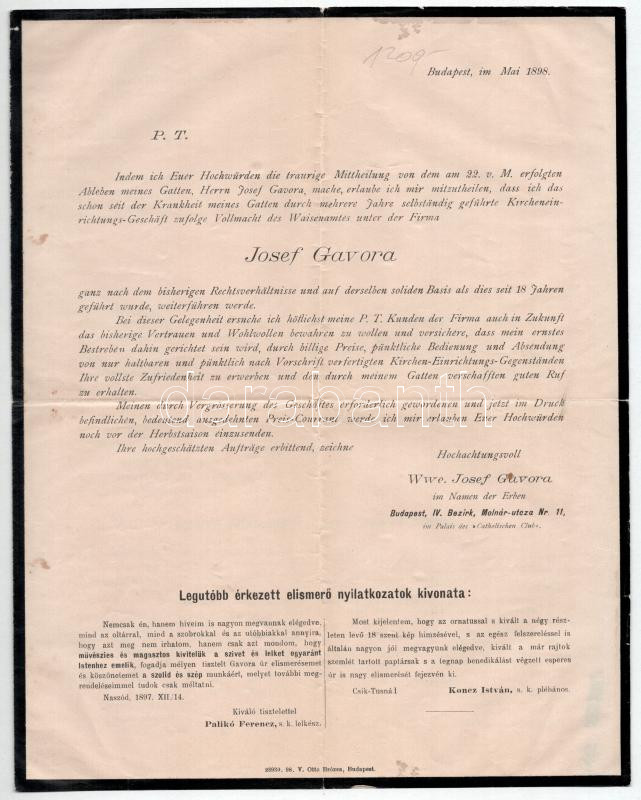 1200-
Budapest, im Mai 1898.
P. T.
Indem ich Euer Hochwürden die traurige Mittheilung von dem am 22. v. M. erfolgten
Ableben meines Gatten, Herrn Josef Gavora, mache, erlaube ich mir mitzutheilen, dass ich das
schon seit der Krankheit meines Gatten durch mehrere Jahre selbständig geführte Kirchenein-
richtungs-Geschäft zufolge Vollmacht des Waisenamtes unter der Firma
Josef Gavora
ganz nach dem bisherigen Rechtsverhältnisse und auf derselben soliden Basis als dies seit 18 Jahren
geführt wurde, weiterführen werde.
Bei dieser Gelegenheit ersuche ich höflichst meine P. T. Kunden der Firma auch in Zukunft
das bisherige Vertrauen und Wohlwollen bewahren zu wollen und versichere, dass mein ernstes
Bestreben dahin gerichtet sein wird, durch billige Preise, pünktliche Bedienung und Absendung
von nur haltbaren und pünktlich nach Vorschrift verfertigten Kirchen-Einrichtungs-Gegenständen
Ihre vollste Zufriedenheit zu erwerben und den durch meinem Gatten verschafften guten Ruf
zu erhalten.
Meinen durch Vergrösserung des Geschäftes erforderlich gewordenen und jetzt im Druck
befindlichen, bedeutend ausgedehnten Preis-Courant werde ich mir erlauben Euer Hochwürden
noch vor der Herbstsaison einzusenden.
Ihre hochgeschätzten Aufträge erbittend, zeichne
Hochachtungsvoll
Wwe. Josef Gavora
im Namen der Erben
Budapest, IV. Bezirk, Molnár-utcza Nr. 11,
im Palais des »Catholischen Club«.
darabanth
Legutóbb érkezett elismerő nyilatkozatok kivonata:
Nemcsak én, hanem híveim is nagyon megvannak elégedve,
mind az oltárral, mind a szobrokkal és az utóbbiakkal annyira,
hogy azt meg nem irhatom, hanem csak azt mondom, hogy
művészies és magasztos kivitelük a szivet és lelket egyaránt
Istenhez emelik, fogadja mélyen tisztelt Gavora úr elismerésemet
és köszönetemet a szolid és szép munkáért, melyet további meg-
rendeléseimmel tudok csak méltatni.
Naszód, 1897. XII/14.
Kiváló tisztelettel
Palikó Ferencz, s. k. lelkész.
Most kijelentem, hogy az ornatussal s kivált a négy rész-
leten levő 18 szent kép himzésével, s az egész felszereléssel is
általán nagyon jól megvagyunk elégedve, kivált a már rajtok
szemlét tartott paptársak s a tegnap benedikálást végzett esperes
úr is nagy elismerését fejezvén ki.
Csik-Tusnál
Koncz István, s. k. plébános.
26930. 98. V. Otto Brózsa, Budapest.